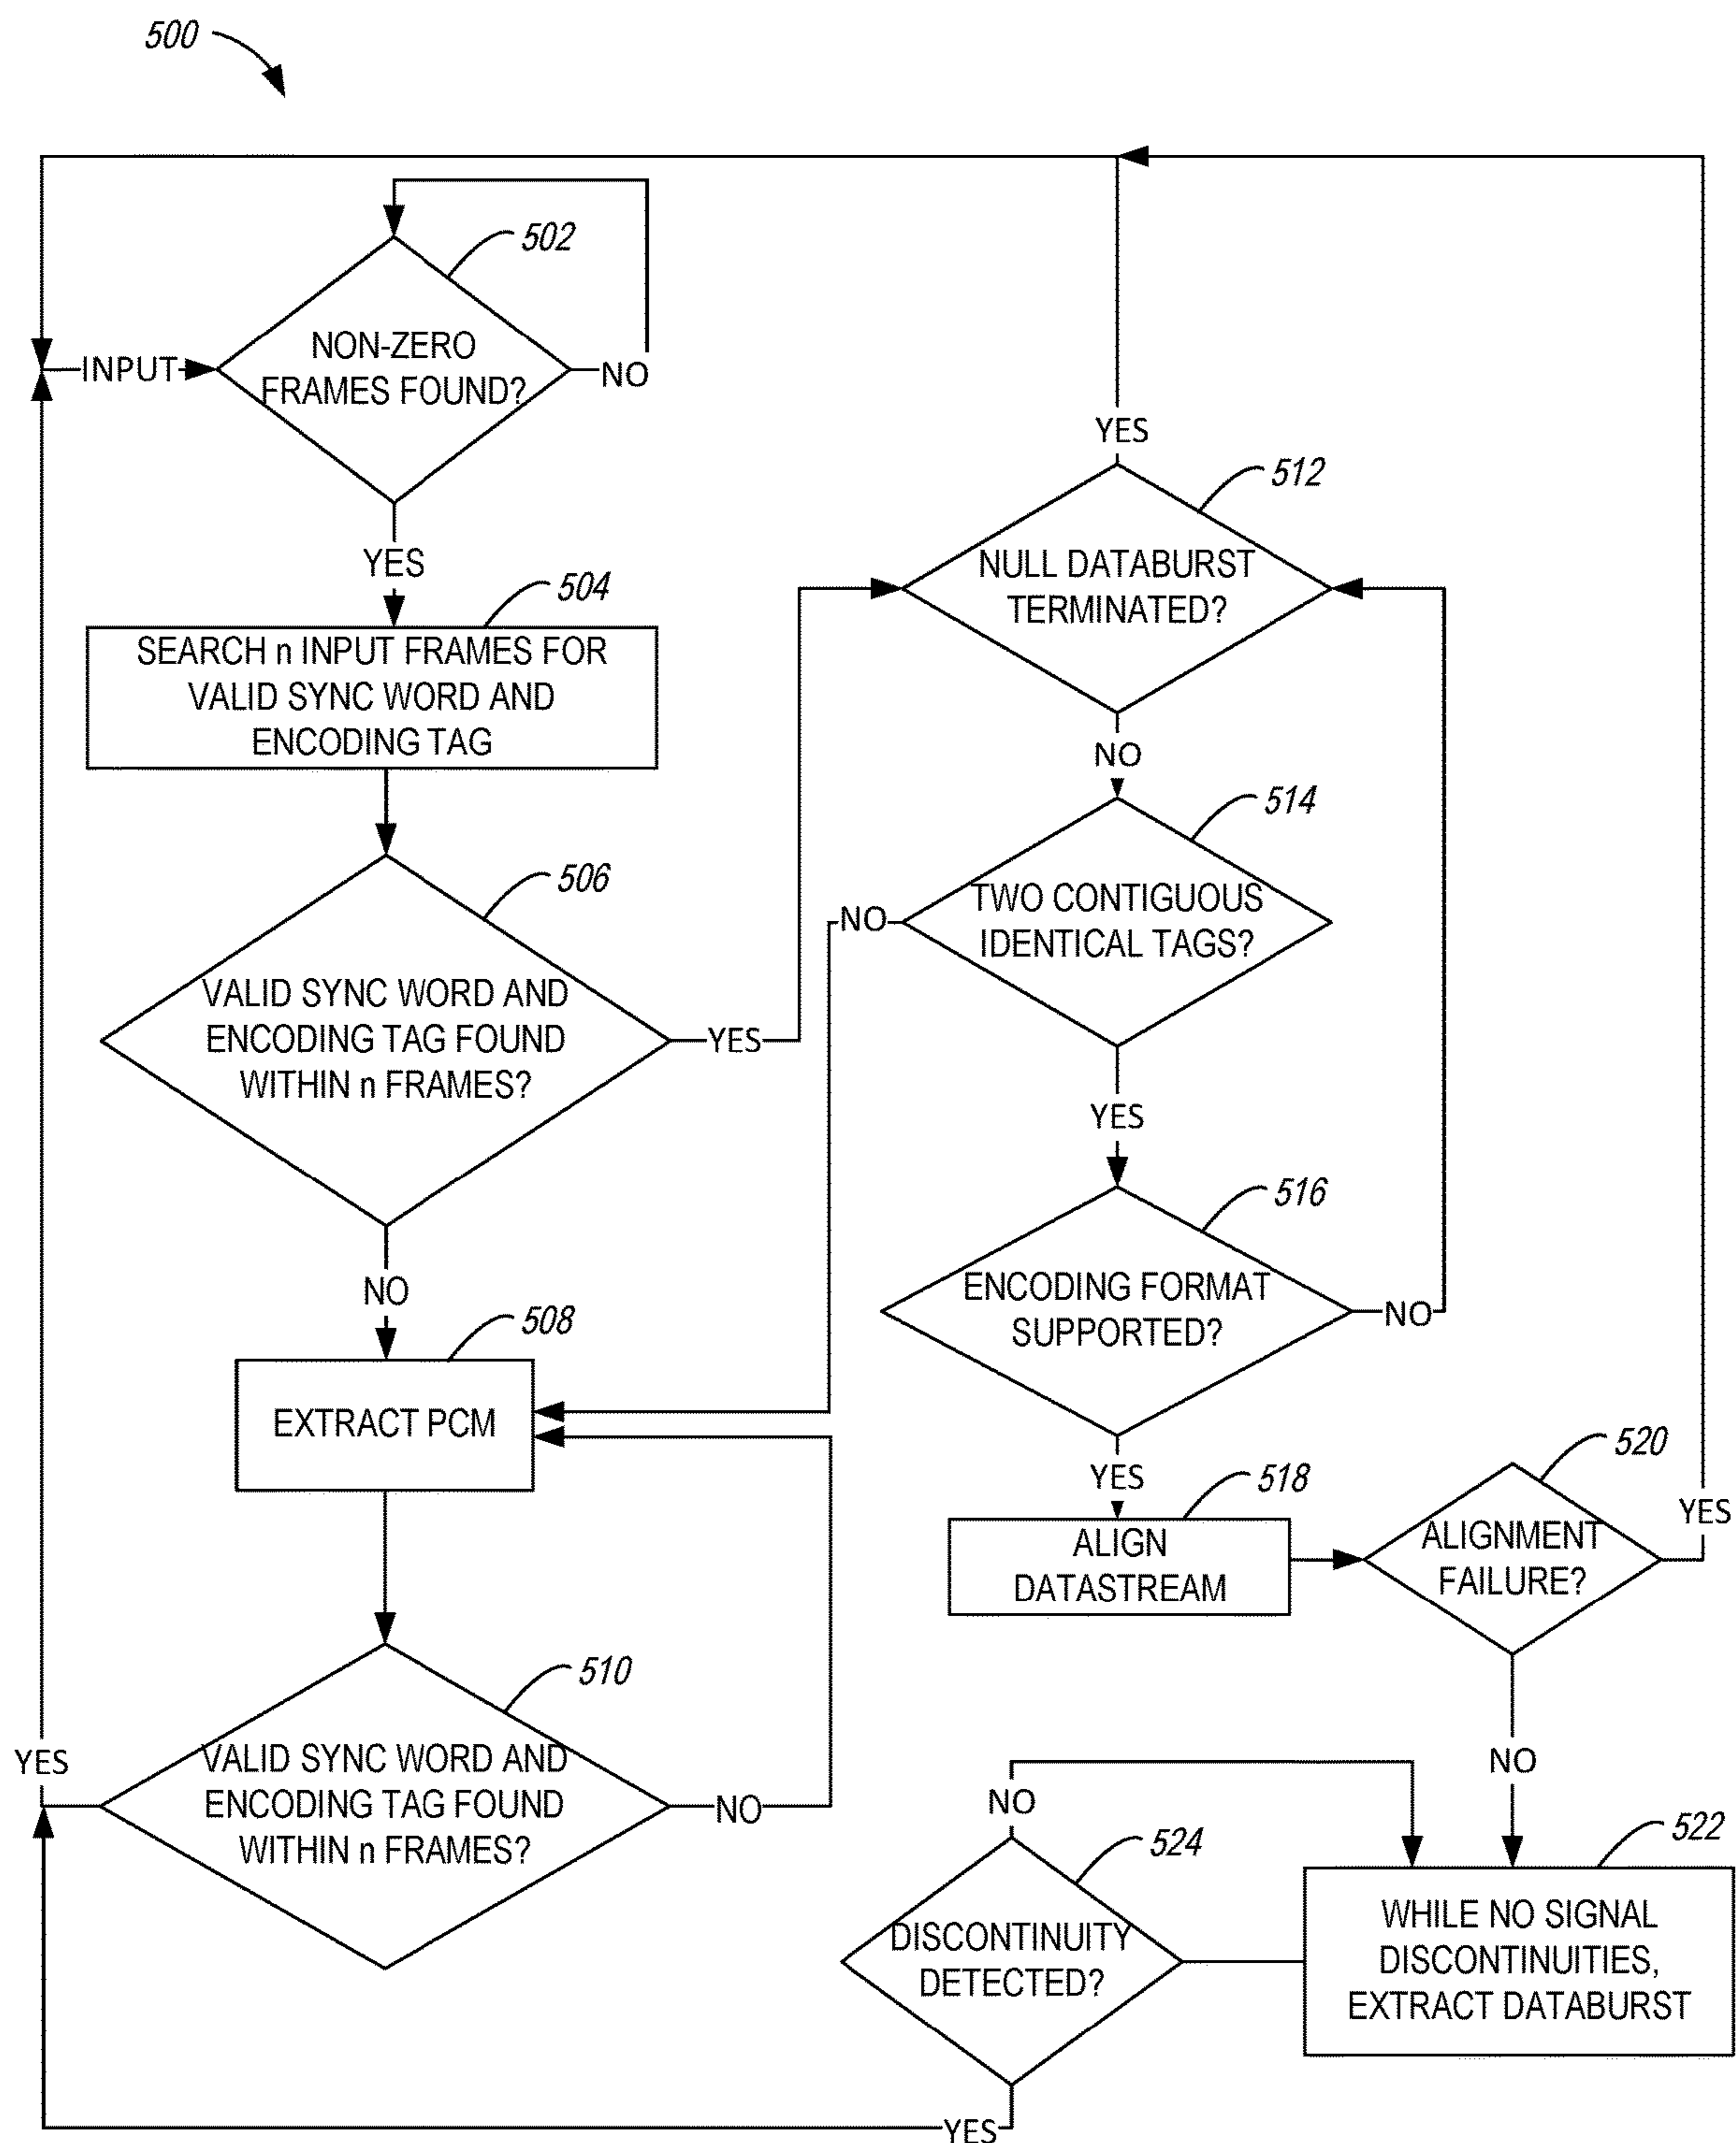 500
502
INPUT
NON-ZERO
FRAMES FOUND?
NO
YES
504
SEARCH n INPUT FRAMES FOR
VALID SYNC WORD AND
ENCODING TAG
506
VALID SYNC WORD AND
ENCODING TAG FOUND
WITHIN n FRAMES?
YES
NO
508
EXTRACT PCM
510
VALID SYNC WORD AND
ENCODING TAG FOUND
WITHIN n FRAMES?
YES
NO
YES
512
NULL DATABURST
TERMINATED?
NO
514
TWO CONTIGUOUS
IDENTICAL TAGS?
NO
YES
516
ENCODING FORMAT
SUPPORTED?
NO
YES
518
ALIGN
DATASTREAM
520
ALIGNMENT
FAILURE?
YES
NO
522
WHILE NO SIGNAL
DISCONTINUITIES,
EXTRACT DATABURST
NO
524
DISCONTINUITY
DETECTED?
YES